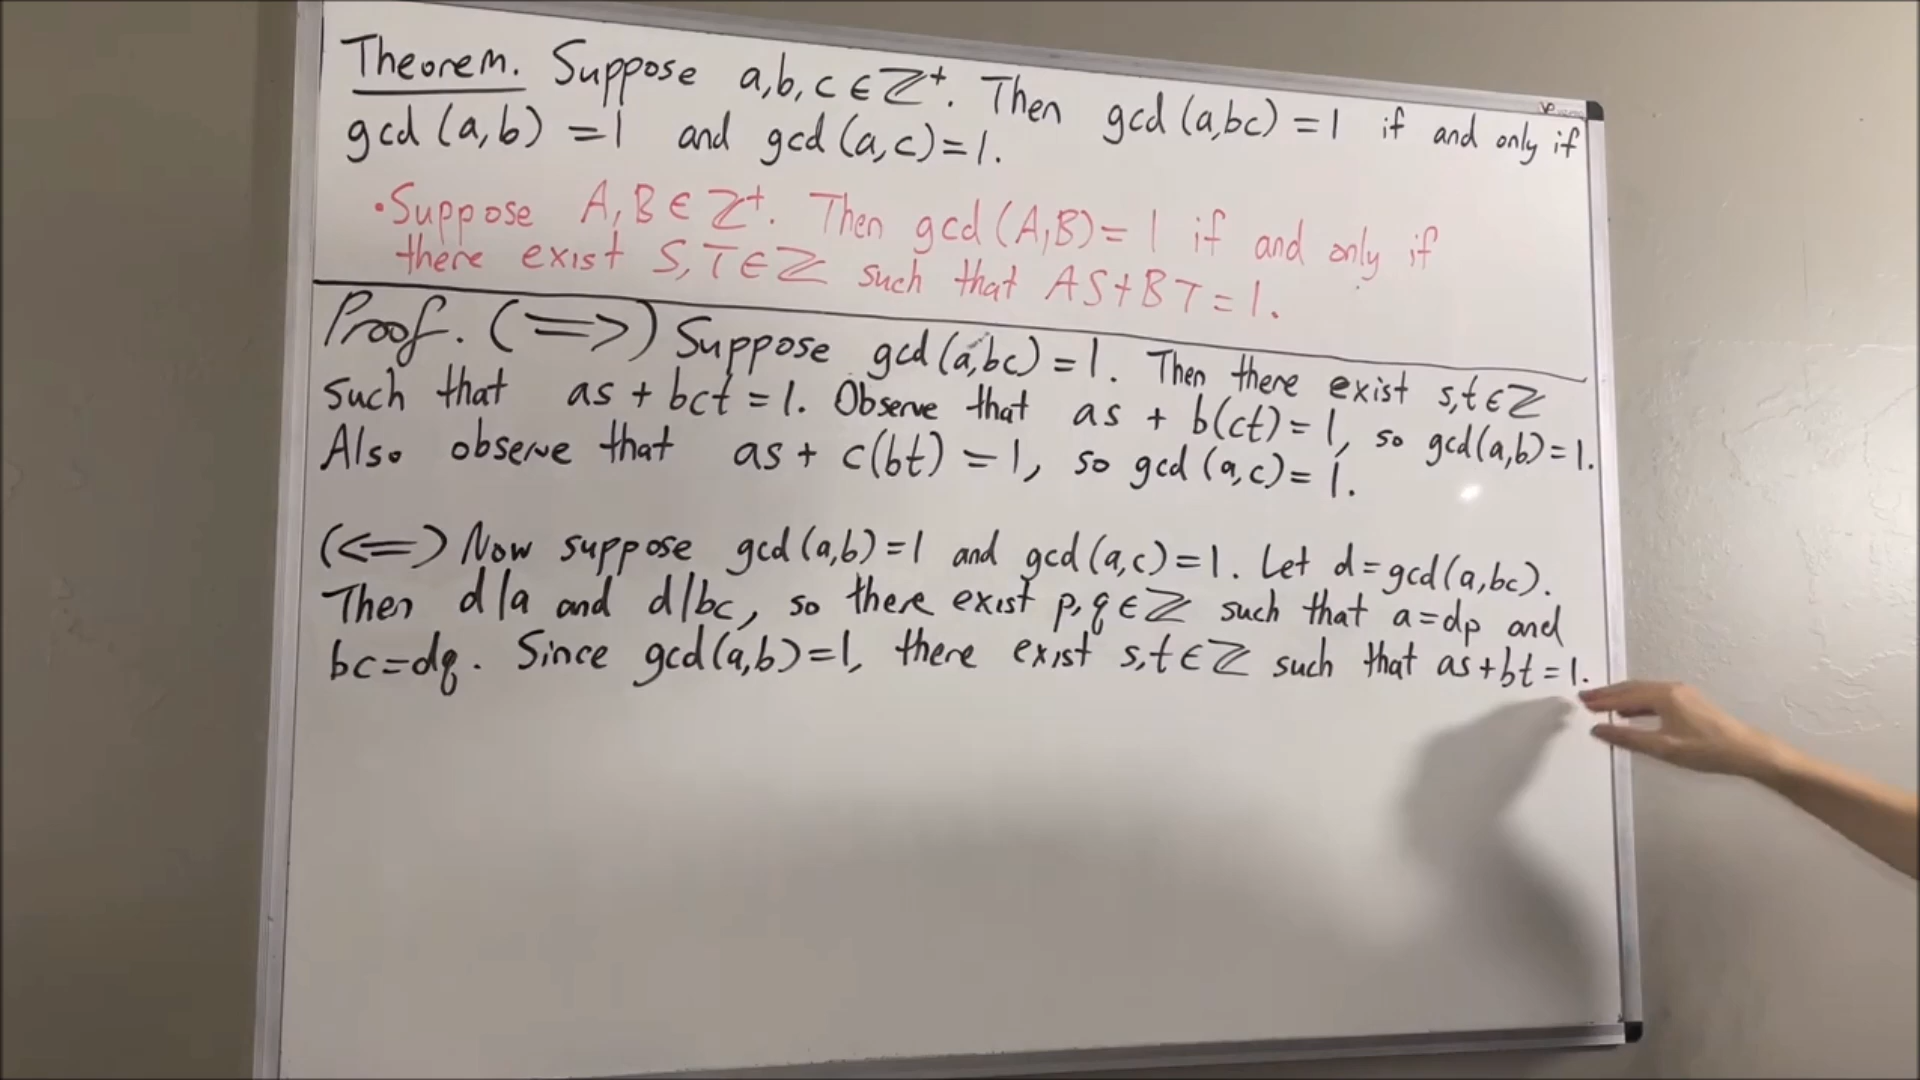 Theorem. Suppose a,b,c ∈ ℤ⁺. Then gcd(a,bc) = 1 if and only if
gcd(a,b) = 1 and gcd(a,c) = 1.
• Suppose A,B ∈ ℤ⁺. Then gcd(A,B) = 1 if and only if
there exist S,T ∈ ℤ such that AS+BT = 1.
Proof. (=>) Suppose gcd(a,bc) = 1. Then there exist s,t ∈ ℤ
such that as + bct = 1. Observe that as + b(ct) = 1, so gcd(a,b) = 1.
Also observe that as + c(bt) = 1, so gcd(a,c) = 1.
(<=) Now suppose gcd(a,b) = 1 and gcd(a,c) = 1. Let d = gcd(a,bc).
Then d|a and d|bc, so there exist p,q ∈ ℤ such that a = dp and
bc = dq. Since gcd(a,b) = 1, there exist s,t ∈ ℤ such that as+bt = 1.